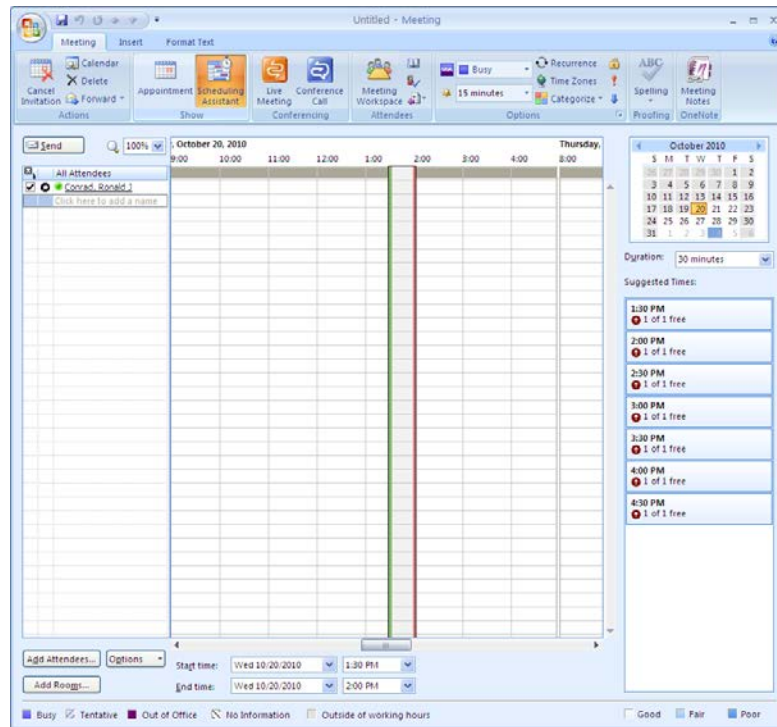 Untitled - Meeting
Meeting Insert Format Text
Cancel Invitation
Calendar
Delete
Forward
Actions
Appointment
Scheduling Assistant
Show
Live Meeting
Conference Call
Conferencing
Meeting Workspace
Attendees
Busy
15 minutes
Recurrence
Time Zones
Categorize
Options
ABC
Spelling
Proofing
Meeting Notes
OneNote
Send
100%
, October 20, 2010 Thursday,
9:00 10:00 11:00 12:00 1:00 2:00 3:00 4:00 8:00
All Attendees
Conrad, Ronald J
Click here to add a name
October 2010
S M T W T F S
26 27 28 29 30 1 2
3 4 5 6 7 8 9
10 11 12 13 14 15 16
17 18 19 20 21 22 23
24 25 26 27 28 29 30
31 1 2 3 4 5 6
Duration: 30 minutes
Suggested Times:
1:30 PM
1 of 1 free
2:00 PM
1 of 1 free
2:30 PM
1 of 1 free
3:00 PM
1 of 1 free
3:30 PM
1 of 1 free
4:00 PM
1 of 1 free
4:30 PM
1 of 1 free
Add Attendees... Options
Start time: Wed 10/20/2010 1:30 PM
Add Rooms...
End time: Wed 10/20/2010 2:00 PM
Busy Tentative Out of Office No Information Outside of working hours
Good Fair Poor